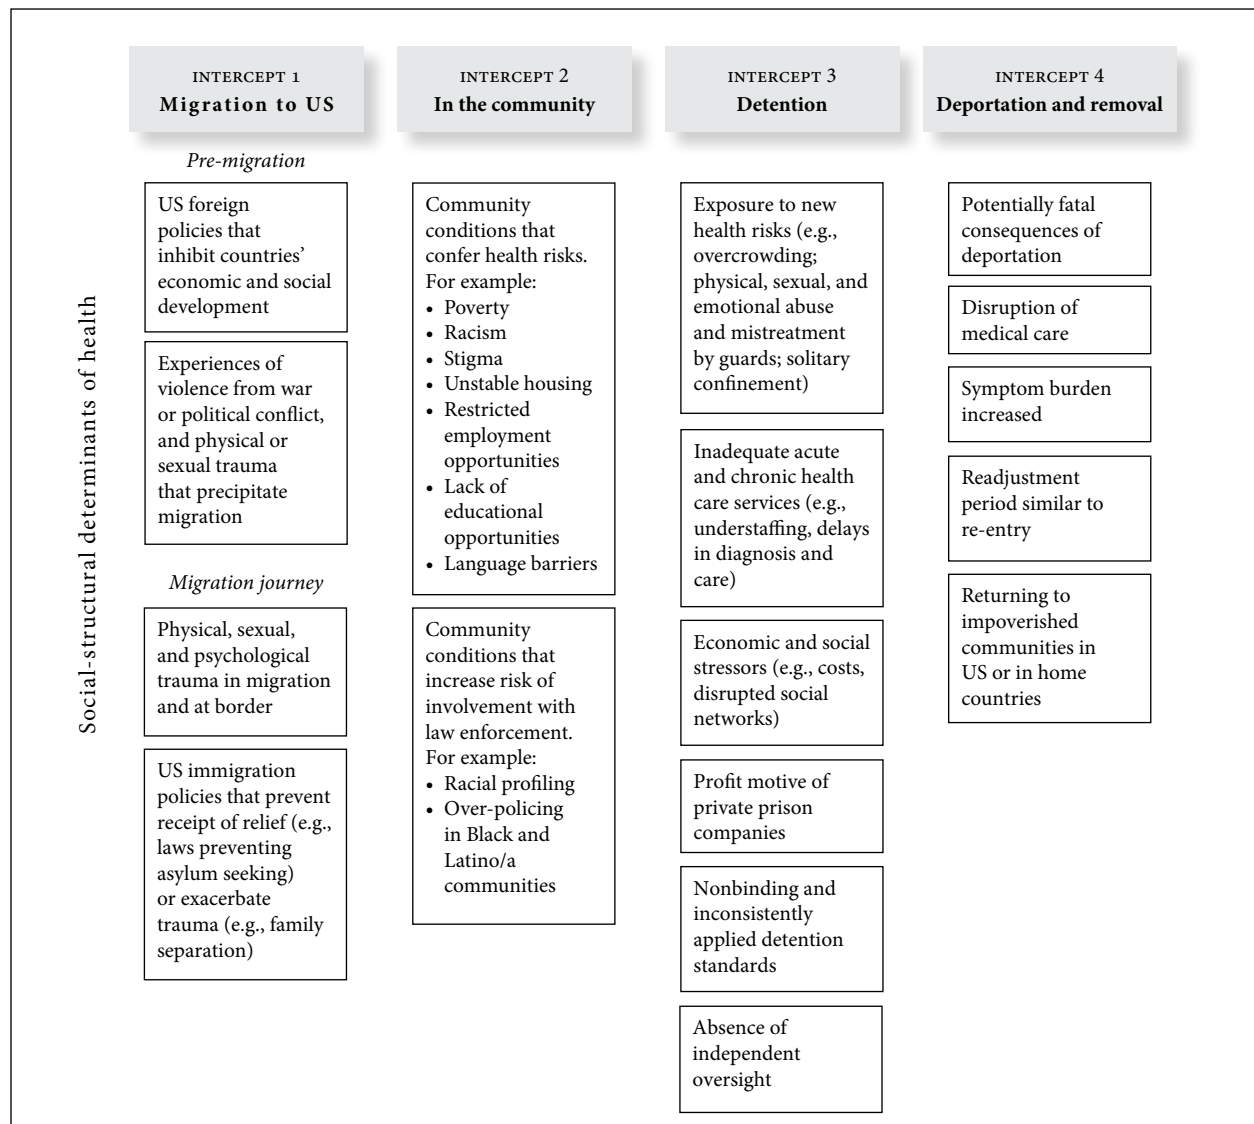 Social-structural determinants of health
INTERCEPT 1
Migration to US
Pre-migration
US foreign
policies that
inhibit countries’
economic and social
development
Experiences of
violence from war
or political conflict,
and physical or
sexual trauma
that precipitate
migration
Migration journey
Physical, sexual,
and psychological
trauma in migration
and at border
US immigration
policies that prevent
receipt of relief (e.g.,
laws preventing
asylum seeking)
or exacerbate
trauma (e.g., family
separation)
INTERCEPT 2
In the community
Community
conditions that
confer health risks.
For example:
• Poverty
• Racism
• Stigma
• Unstable housing
• Restricted
employment
opportunities
• Lack of
educational
opportunities
• Language barriers
Community
conditions that
increase risk of
involvement with
law enforcement.
For example:
• Racial profiling
• Over-policing
in Black and
Latino/a
communities
INTERCEPT 3
Detention
Exposure to new
health risks (e.g.,
overcrowding;
physical, sexual, and
emotional abuse
and mistreatment
by guards; solitary
confinement)
Inadequate acute
and chronic health
care services (e.g.,
understaffing, delays
in diagnosis and
care)
Economic and social
stressors (e.g., costs,
disrupted social
networks)
Profit motive of
private prison
companies
Nonbinding and
inconsistently
applied detention
standards
Absence of
independent
oversight
INTERCEPT 4
Deportation and removal
Potentially fatal
consequences of
deportation
Disruption of
medical care
Symptom burden
increased
Readjustment
period similar to
re-entry
Returning to
impoverished
communities in
US or in home
countries